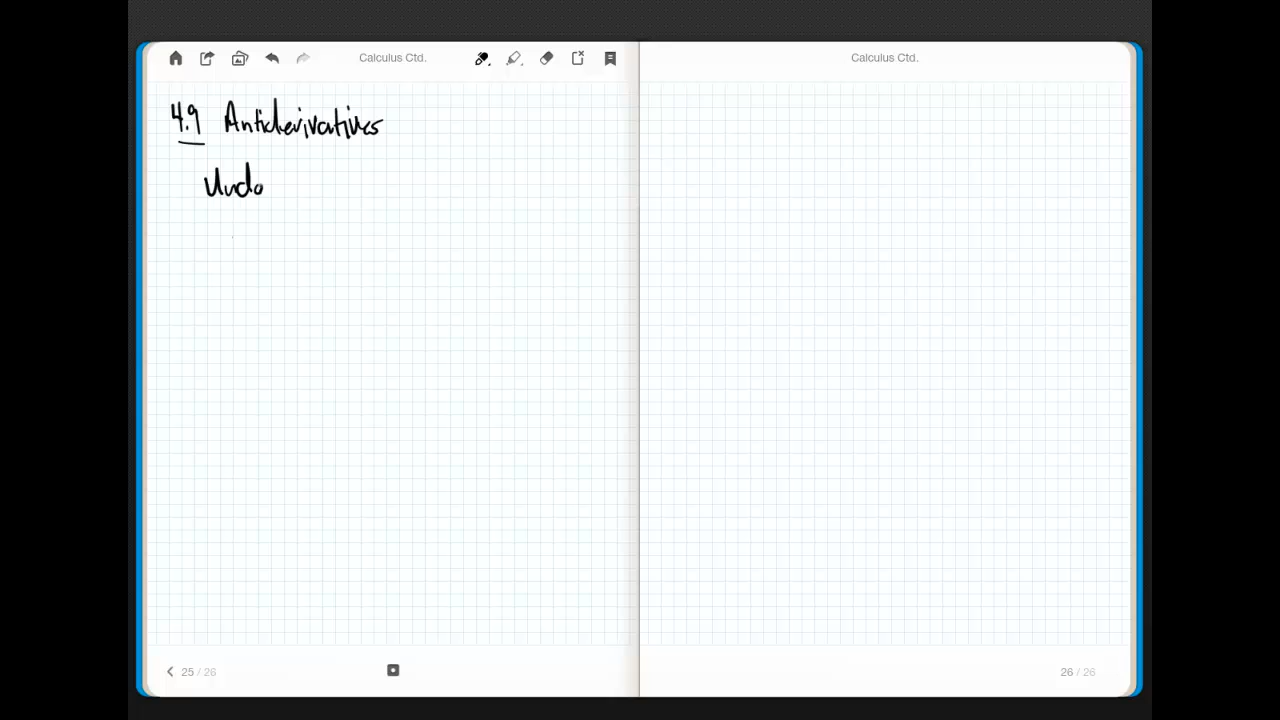 Calculus Ctd.
Calculus Ctd.
4.9 Antiderivatives
Undo
25 / 26
26 / 26